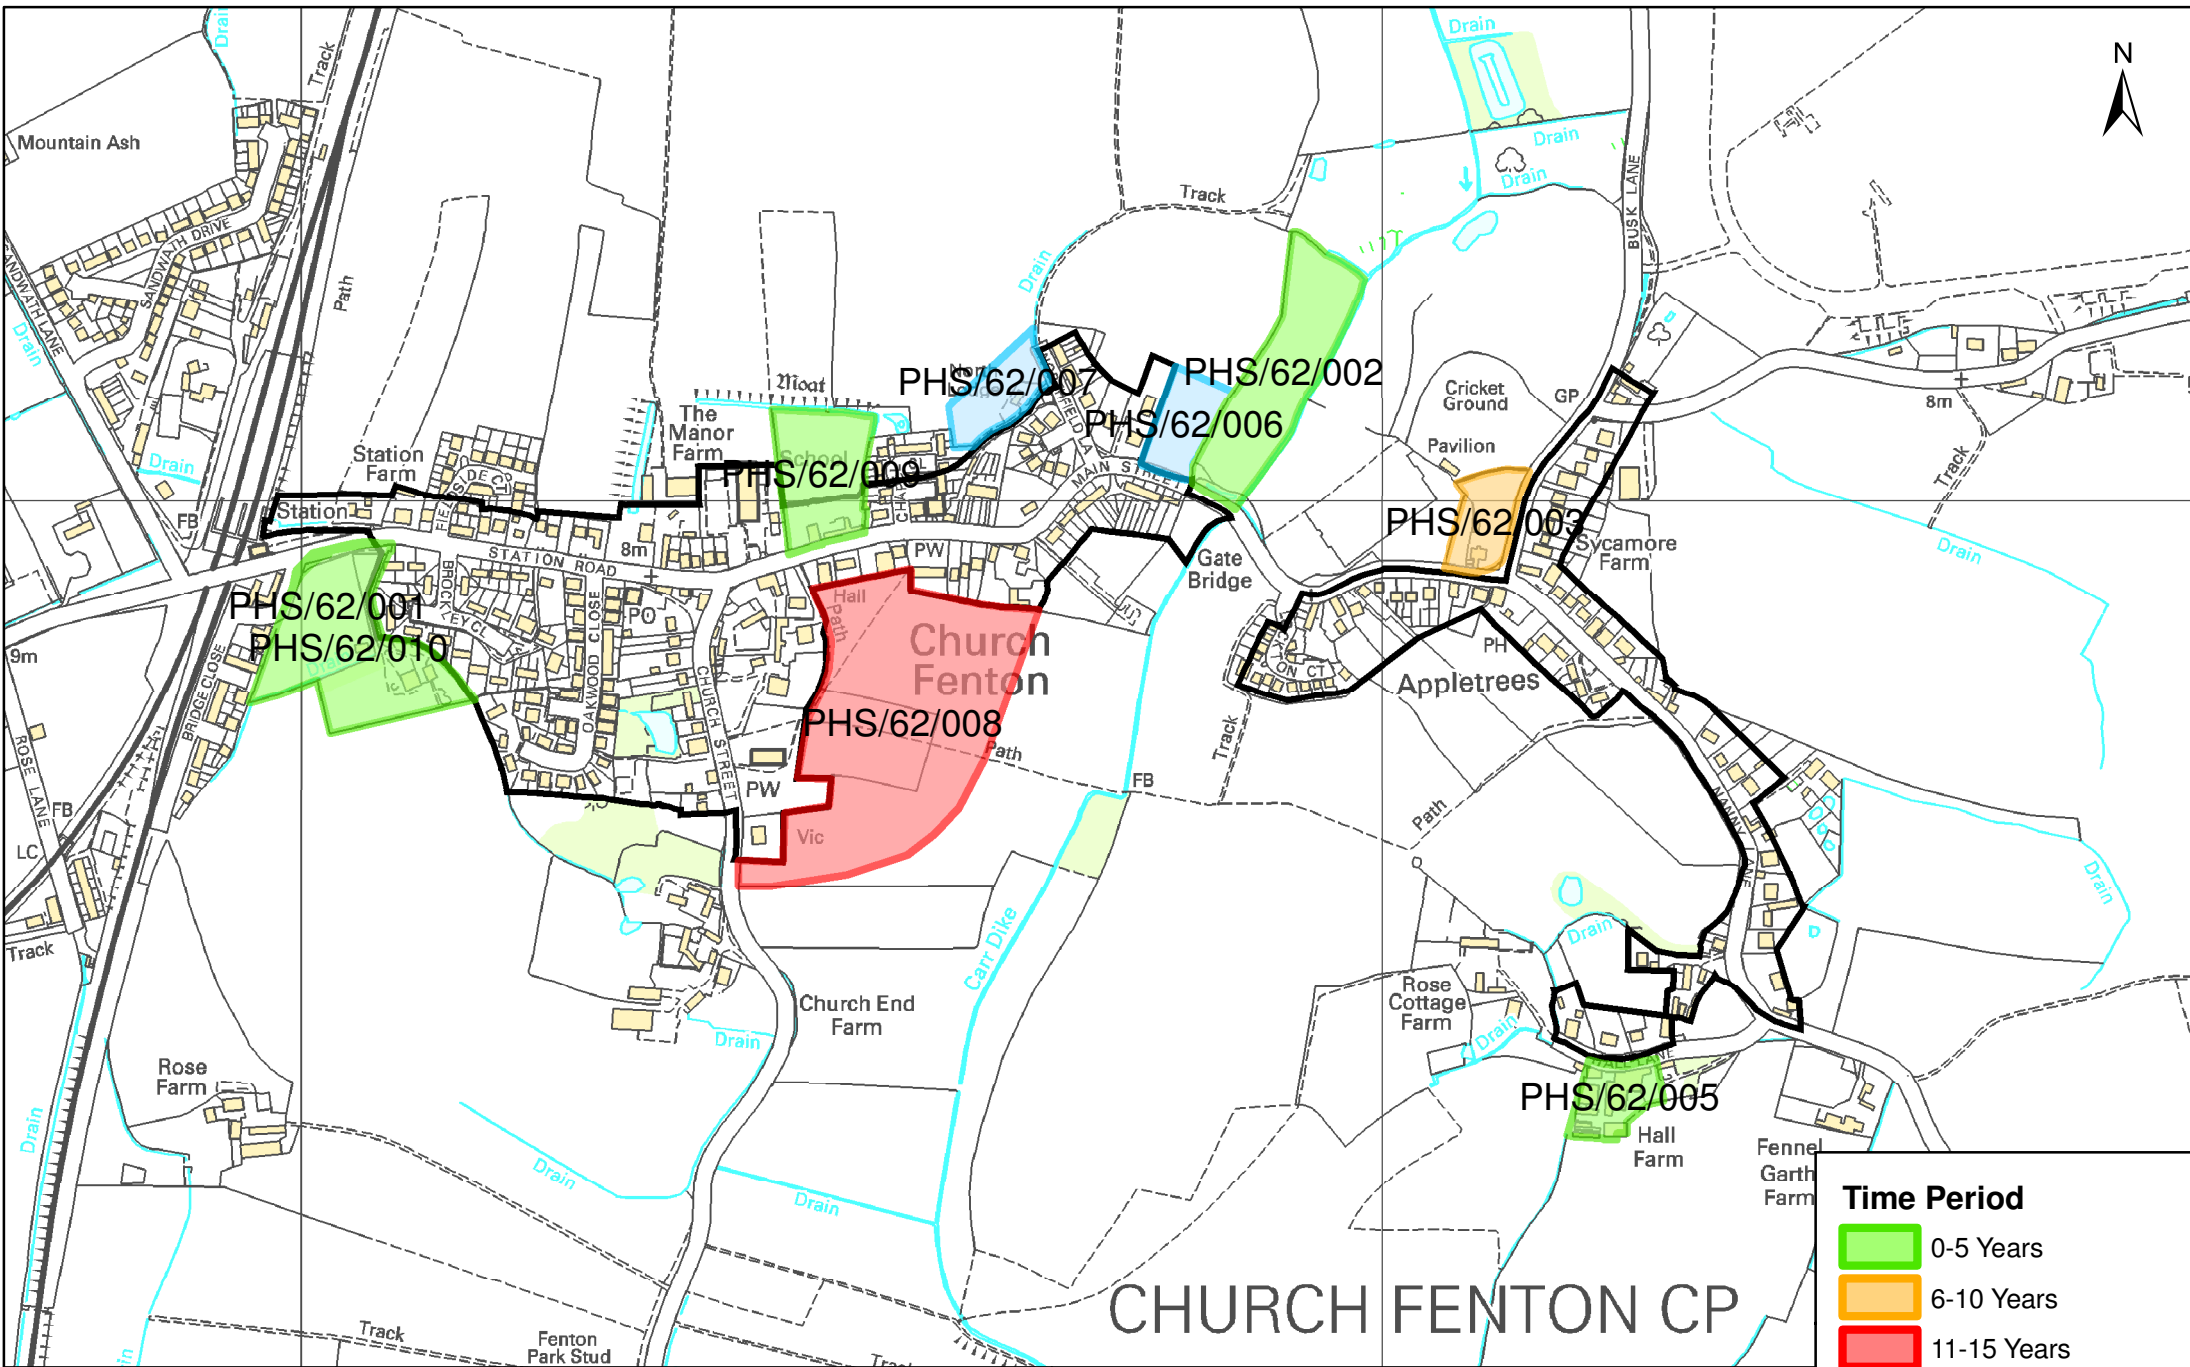 Drain
Drain
N
Track
Mountain Ash
Drain
Drain
BUSK LANE
Drain
Track
SANDWATH DRIVE
Path
Drain
Drain
PHS/62/007
Moat
PHS/62/002
Cricket
Ground
GP
8m
The
Manor
Farm
PHS/62/006
Pavilion
Station
Farm
School
PHS/62/009
MAIN STREET
Track
Drain
FIELDSIDE CT
Station
FB
STATION ROAD
8m
PW
PHS/62/003
Sycamore
Farm
Drain
Gate
Bridge
PHS/62/001
BROCKLEY CL
OAKWOOD CLOSE
PO
Hall
Path
Church
Fenton
PHS/62/010
9m
BRIDGE CLOSE
CHURCH STREET
PH
Appletrees
PHS/62/008
Path
Track
ROSE LANE
FB
PW
FB
NANNY LANE
Path
Vic
LC
Drain
Drain
Track
Carr Dike
Church End
Farm
Rose
Cottage
Farm
Drain
Drain
Rose
Farm
HALL LANE
PHS/62/005
Drain
Hall
Farm
Fennel
Garth
Farm
Drain
Drain
Time Period
0-5 Years
6-10 Years
11-15 Years
CHURCH FENTON CP
Track
Fenton
Park Stud